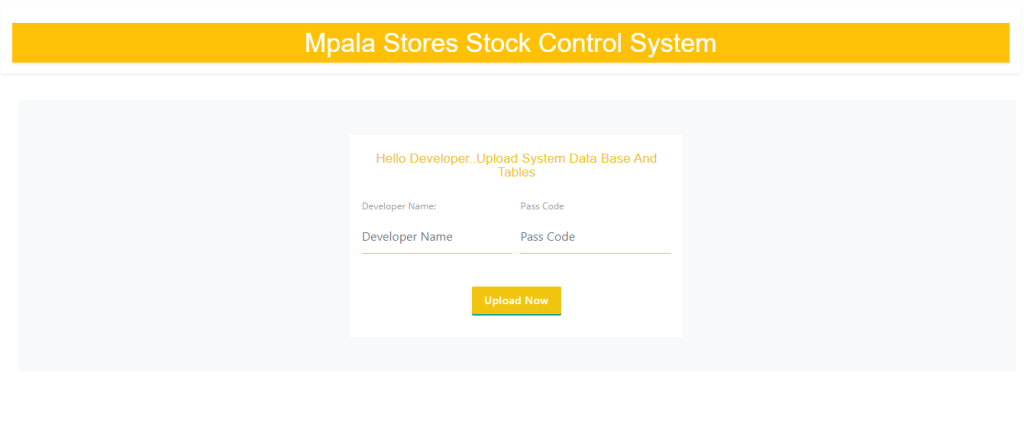 Mpala Stores Stock Control System
Hello Developer..Upload System Data Base And
Tables
Developer Name: Pass Code
Developer Name Pass Code
Upload Now